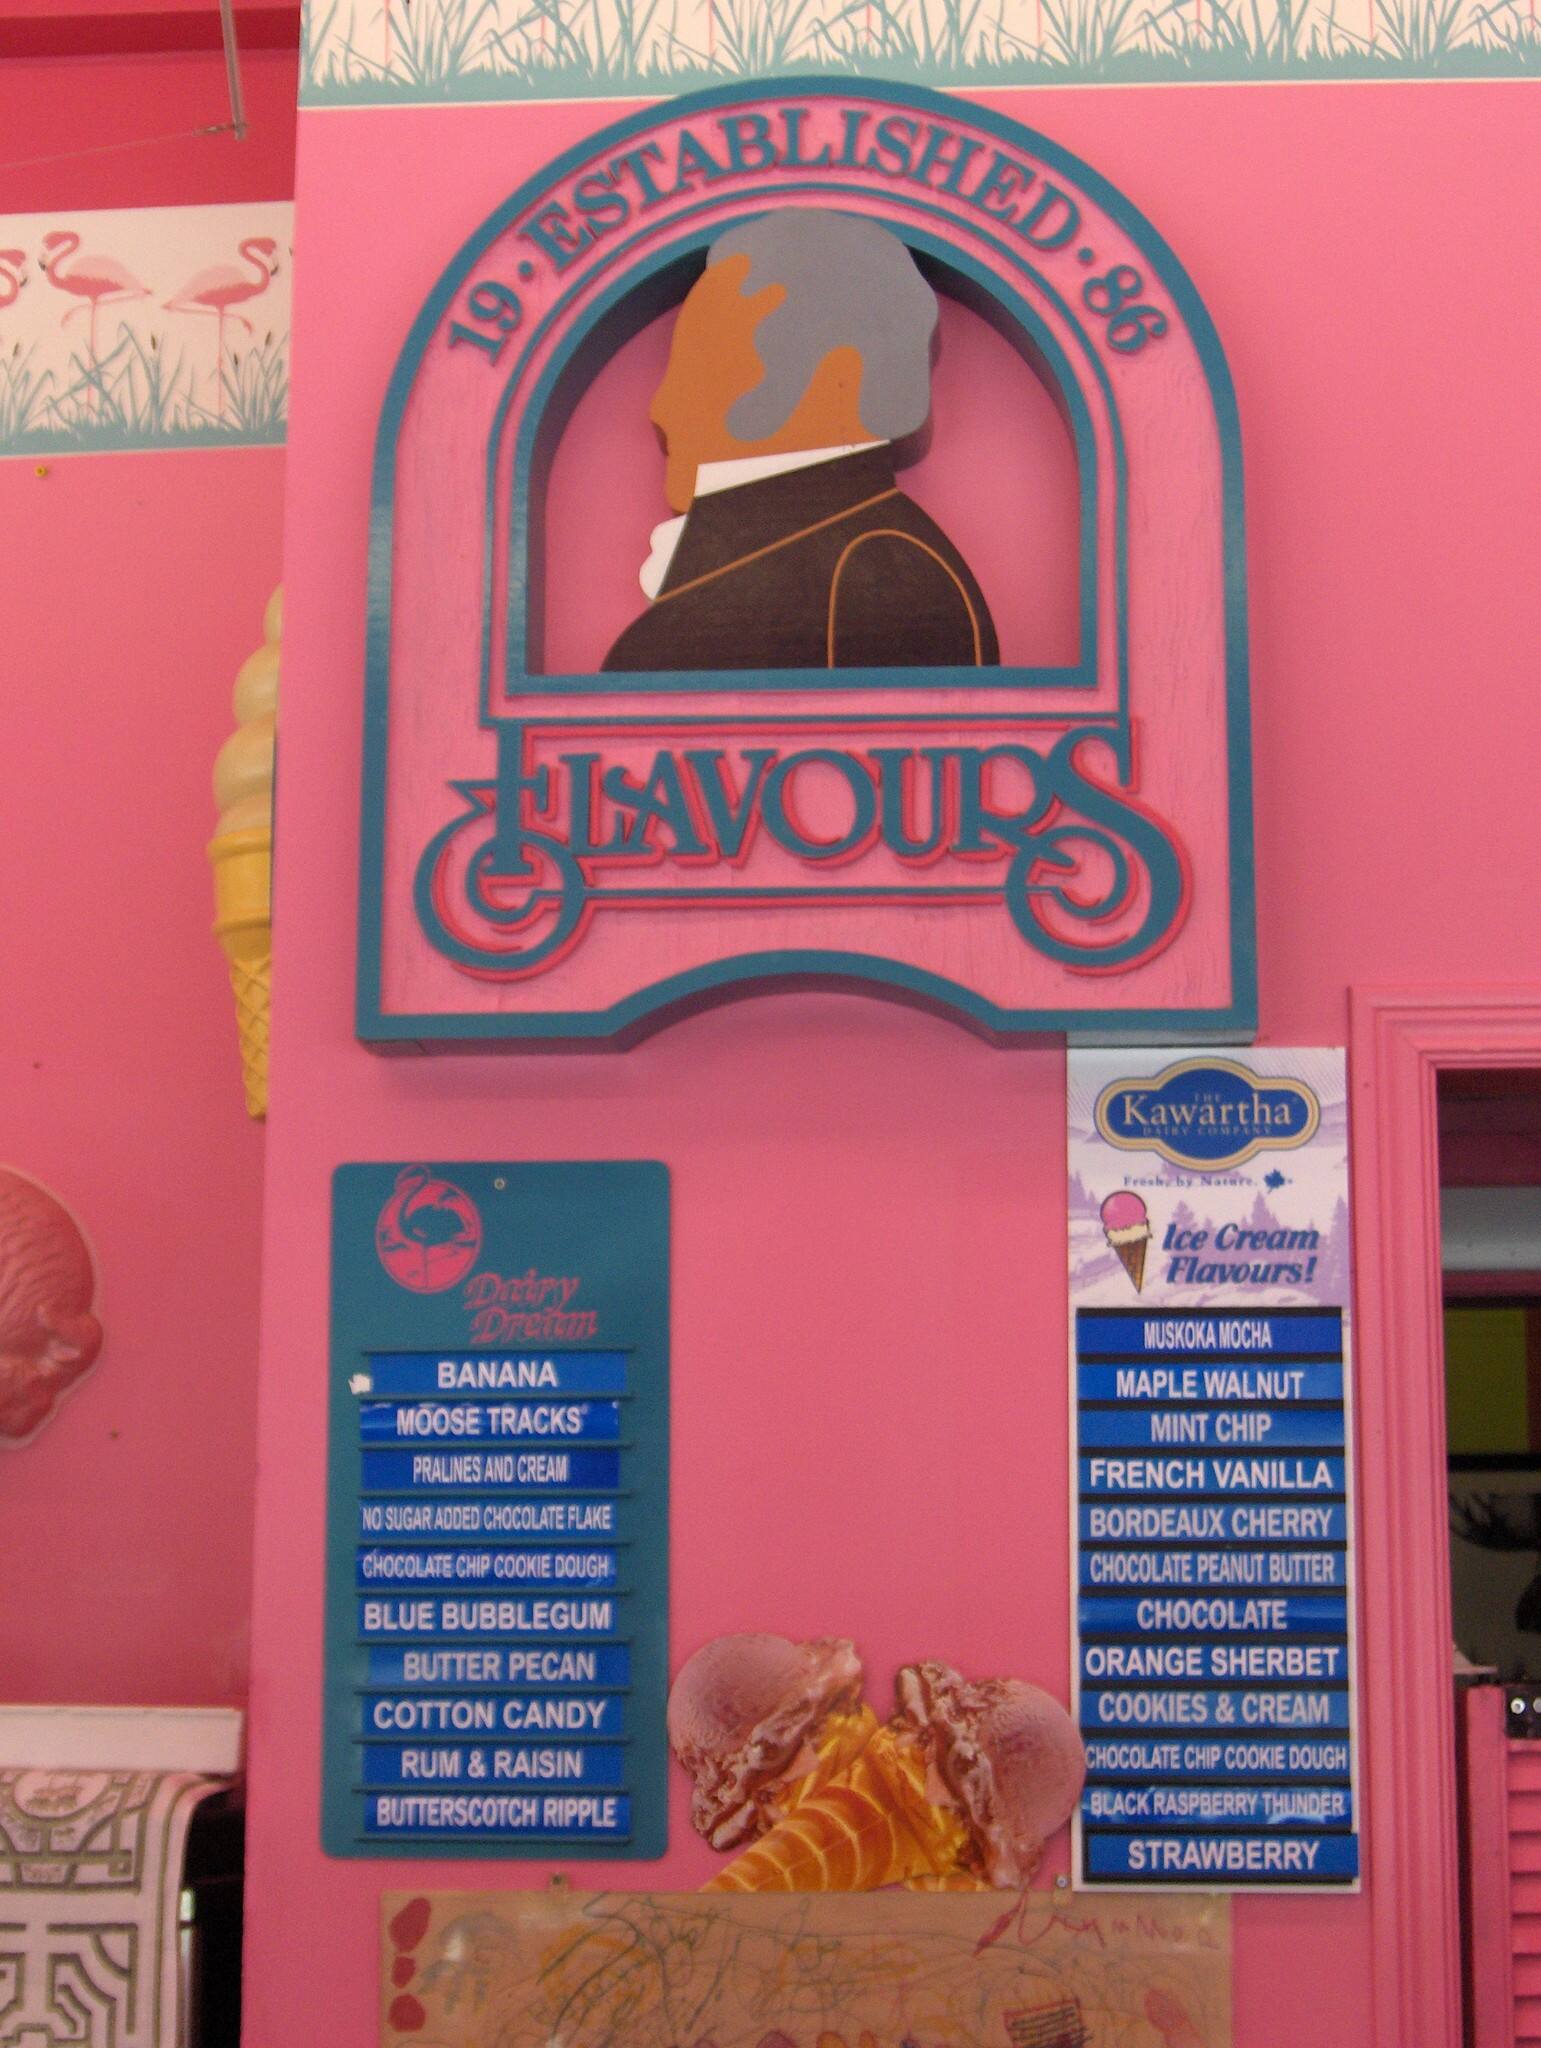 19 • ESTABLISHED • 86
FLAVOURS
Dairy
Dream
BANANA
MOOSE TRACKS
PRALINES AND CREAM
NO SUGAR ADDED CHOCOLATE FLAKE
CHOCOLATE CHIP COOKIE DOUGH
BLUE BUBBLEGUM
BUTTER PECAN
COTTON CANDY
RUM & RAISIN
BUTTERSCOTCH RIPPLE
THE
Kawartha
DAIRY COMPANY
Fresh, by Nature.
Ice Cream
Flavours!
MUSKOKA MOCHA
MAPLE WALNUT
MINT CHIP
FRENCH VANILLA
BORDEAUX CHERRY
CHOCOLATE PEANUT BUTTER
CHOCOLATE
ORANGE SHERBET
COOKIES & CREAM
CHOCOLATE CHIP COOKIE DOUGH
BLACK RASPBERRY THUNDER
STRAWBERRY